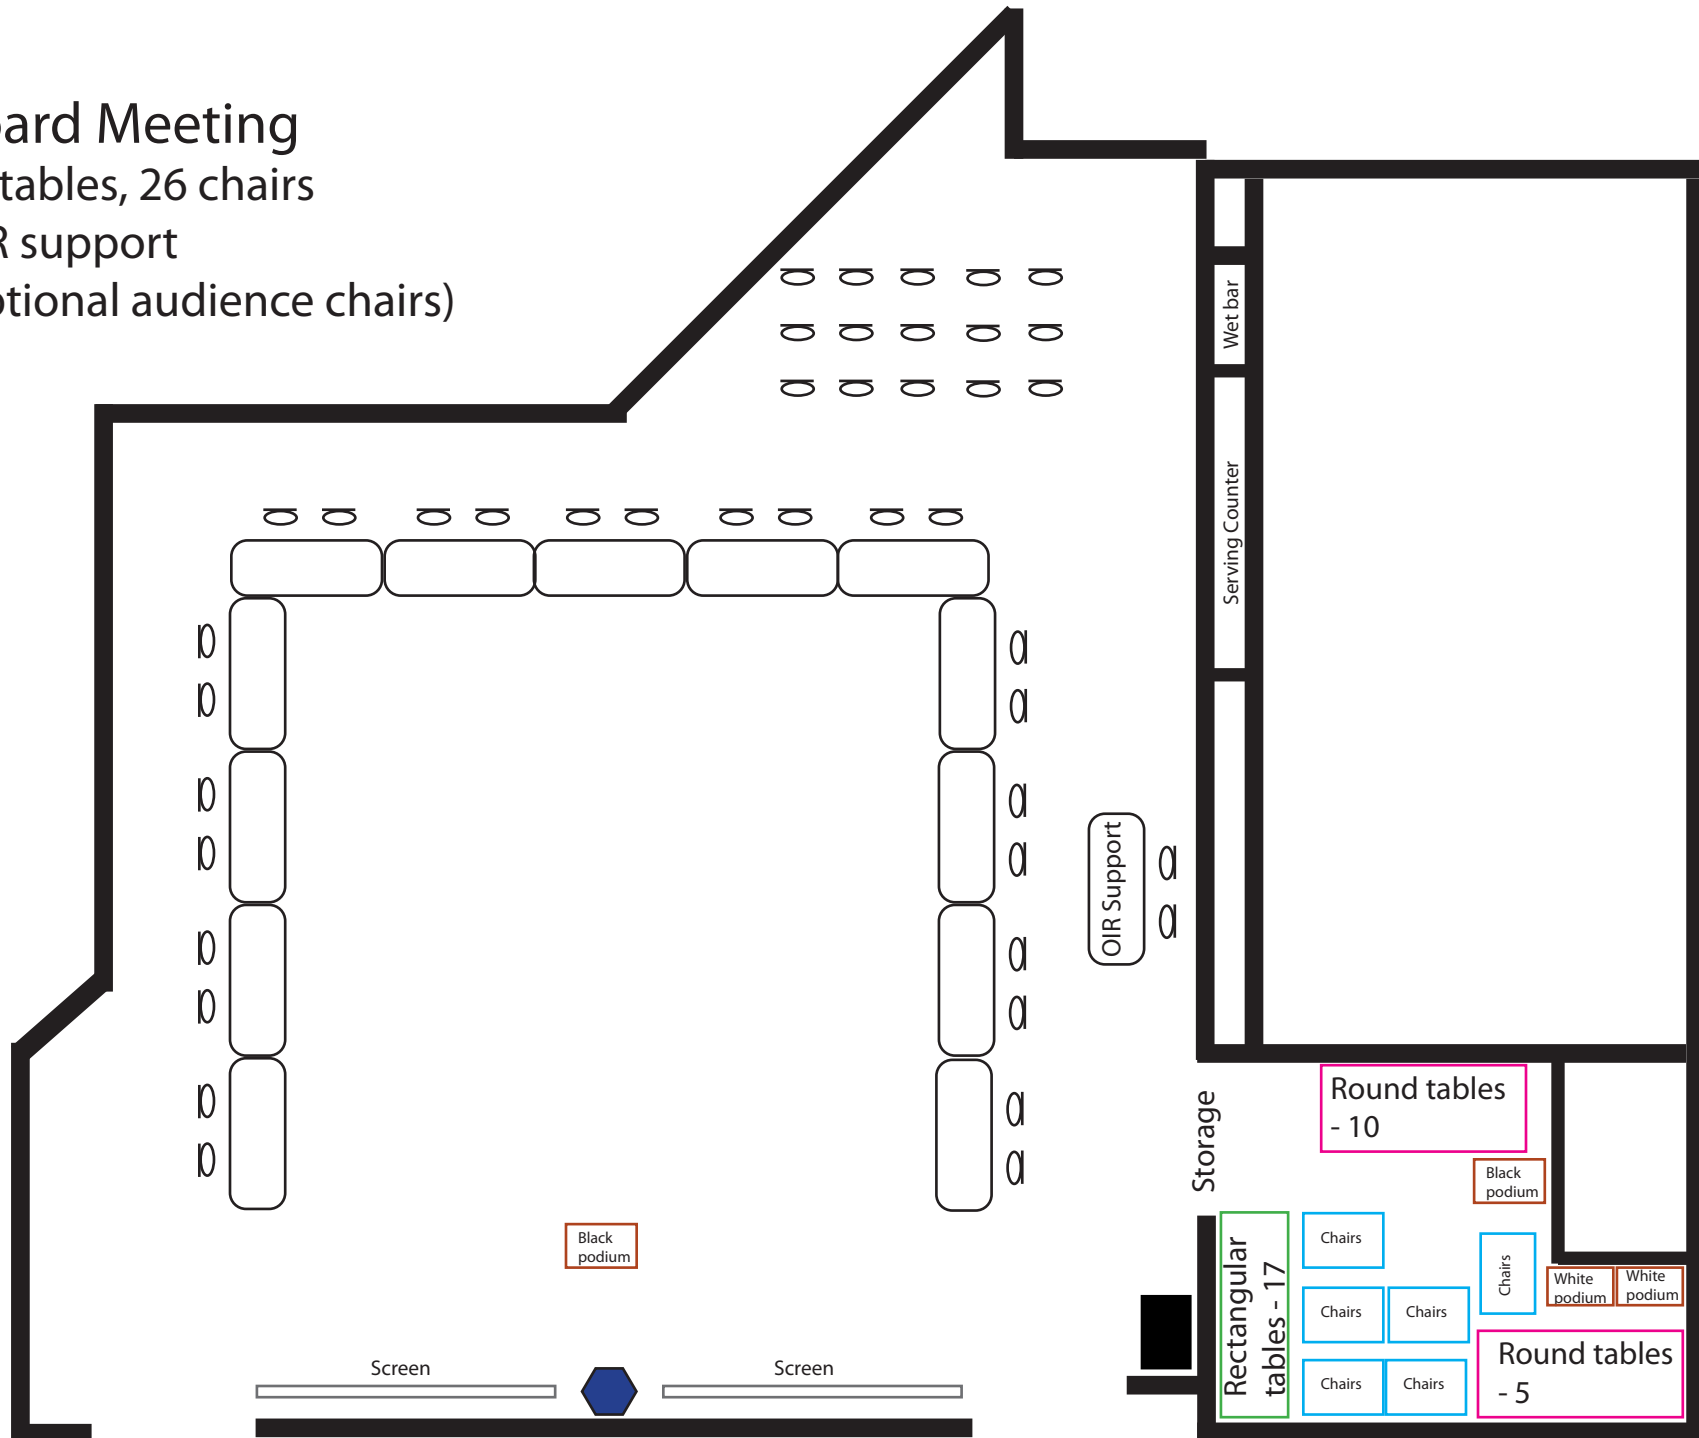 oard Meeting
tables, 26 chairs
R support
ptional audience chairs)
Wet bar
Serving Counter
OIR Support
Storage
Round tables
- 10
Black
podium
Rectangular
tables - 17
Chairs
Chairs
Chairs
Chairs
Chairs
Chairs
White
podium
White
podium
Round tables
- 5
Black
podium
Screen
Screen